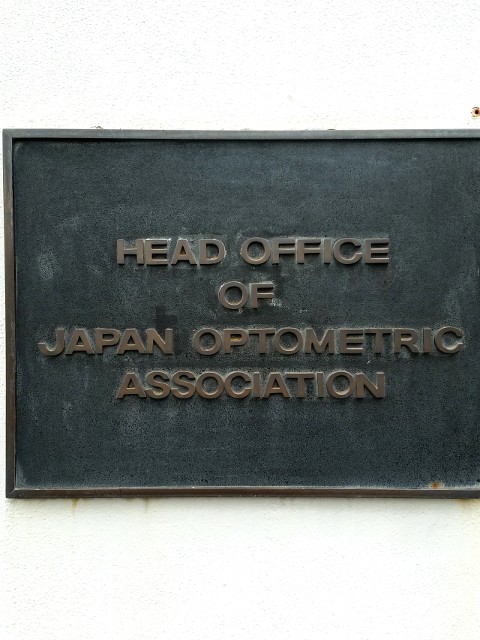 HEAD OFFICE
OF
JAPAN OPTOMETRIC
ASSOCIATION